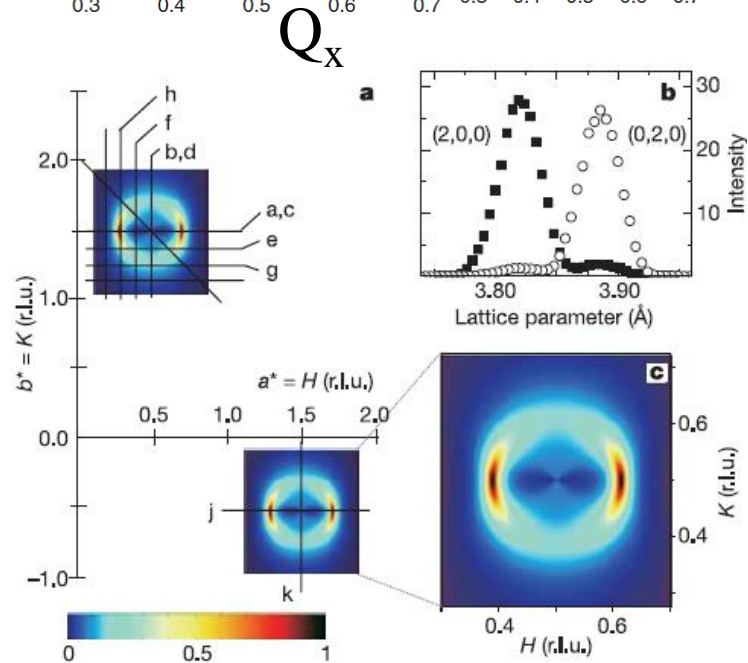 0.3 0.4 0.5 0.6 0.7
Qx
a
h
f
b,d
a,c
e
g
2.0
1.0
0.0
−1.0
b* = K (r.l.u.)
a* = H (r.l.u.)
0.5 1.0 1.5 2.0
j
k
0 0.5 1
b
(2,0,0) (0,2,0)
30
20
10
Intensity
3.80 3.90
Lattice parameter (Å)
c
0.6
0.4
K (r.l.u.)
0.4 0.6
H (r.l.u.)